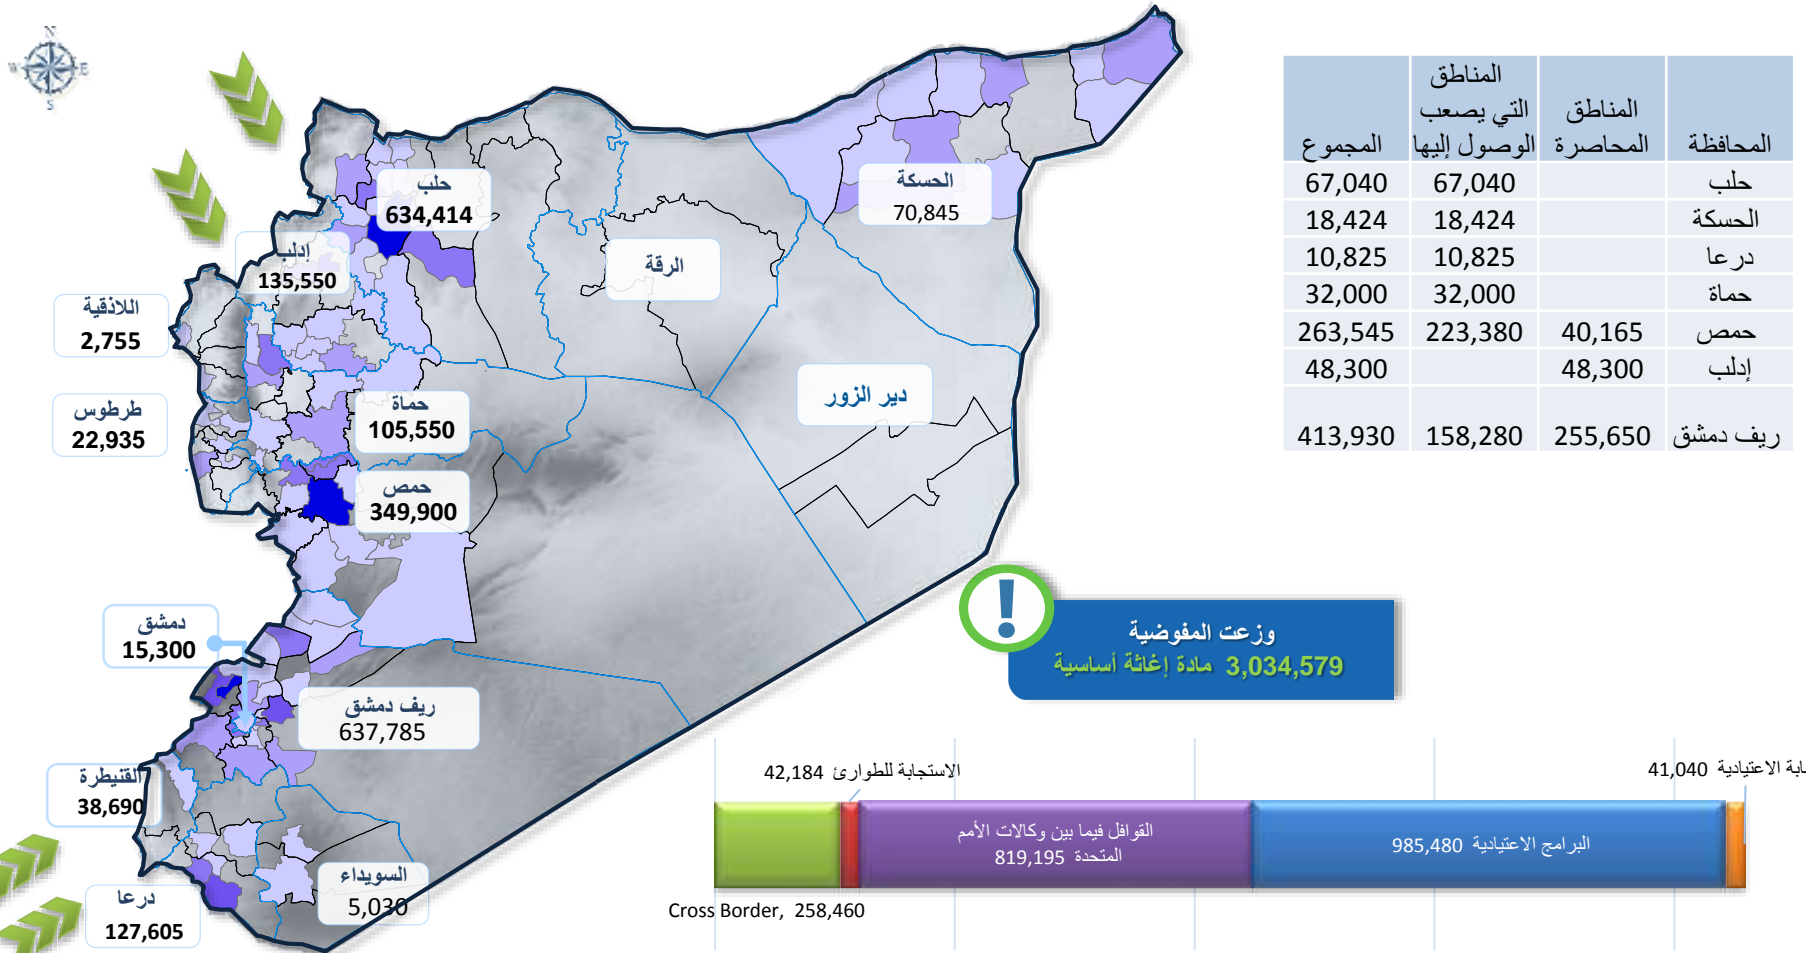 N
W
E
S
حلب
634,414
الحسكة
70,845
إدلب
135,550
الرقة
اللاذقية
2,755
دير الزور
طرطوس
22,935
حماة
105,550
حمص
349,900
دمشق
15,300
ريف دمشق
637,785
القنيطرة
38,690
السويداء
5,030
درعا
127,605
المحافظة المناطق المحاصرة المناطق التي يصعب الوصول إليها المجموع
حلب 67,040 67,040
الحسكة 18,424 18,424
درعا 10,825 10,825
حماة 32,000 32,000
حمص 40,165 223,380 263,545
إدلب 48,300 48,300
ريف دمشق 255,650 158,280 413,930
!
وزعت المفوضية
3,034,579 مادة إغاثة أساسية
الاستجابة للطوارئ 42,184
ابة الاعتيادية 41,040
القوافل فيما بين وكالات الأمم
المتحدة 819,195
البرامج الاعتيادية 985,480
Cross Border, 258,460